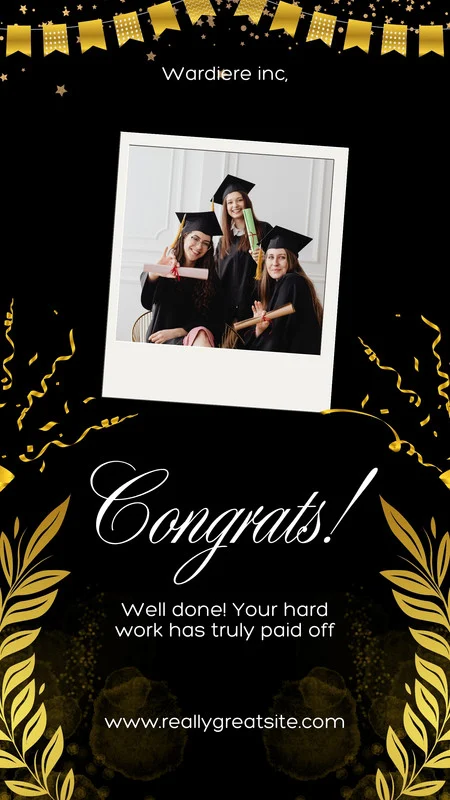 Wardiere inc,
Congrats!
Well done! Your hard
work has truly paid off
www.reallygreatsite.com